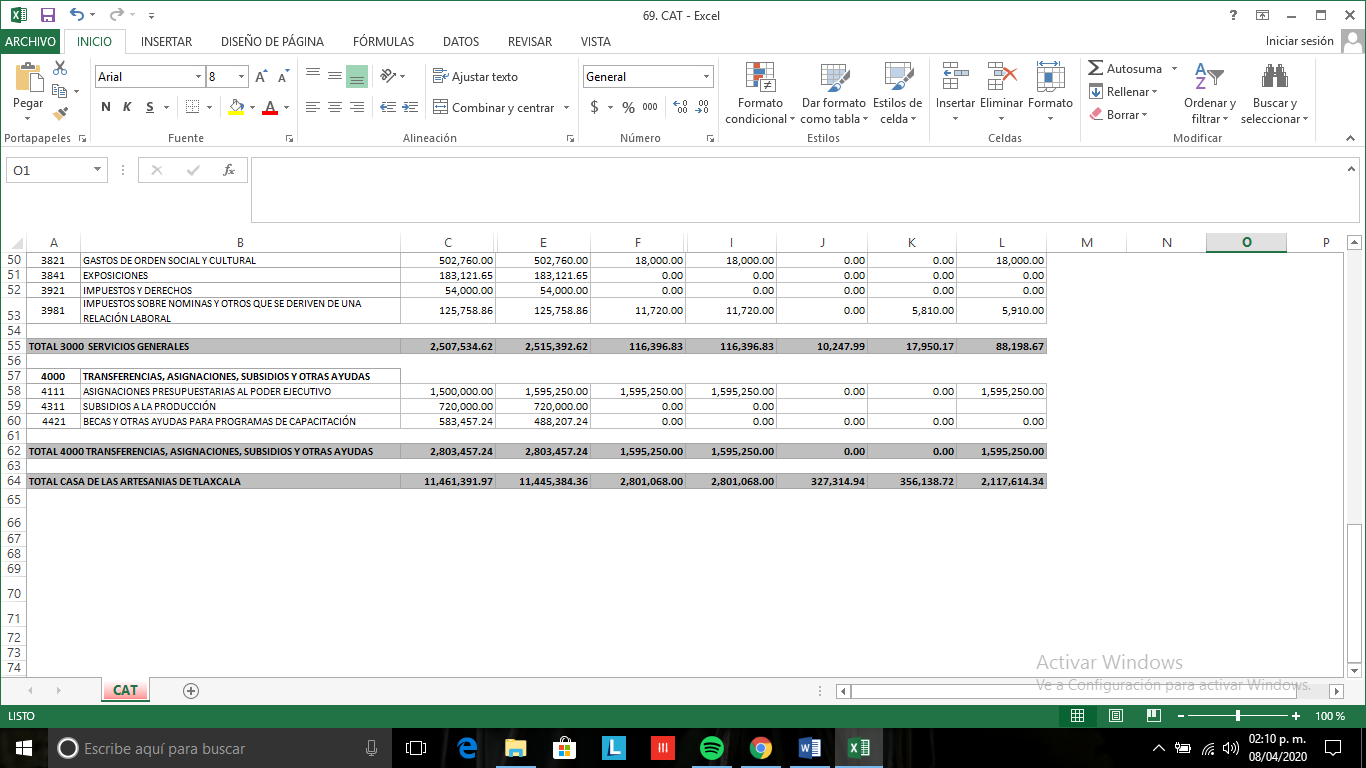 69. CAT - Excel
?
ARCHIVO INICIO INSERTAR DISEÑO DE PÁGINA FÓRMULAS DATOS REVISAR VISTA Iniciar sesión
Pegar
Portapapeles
Arial 8
N K S A
Fuente
Ajustar texto
Combinar y centrar
Alineación
General
$ % 000
Número
Formato condicional
Dar formato como tabla
Estilos de celda
Estilos
Insertar Eliminar Formato
Celdas
Autosuma
Rellenar
Borrar
Ordenar y filtrar
Buscar y seleccionar
Modificar
O1 fx
A B C E F I J K L M N O P
50 3821 GASTOS DE ORDEN SOCIAL Y CULTURAL 502,760.00 502,760.00 18,000.00 18,000.00 0.00 0.00 18,000.00
51 3841 EXPOSICIONES 183,121.65 183,121.65 0.00 0.00 0.00 0.00 0.00
52 3921 IMPUESTOS Y DERECHOS 54,000.00 54,000.00 0.00 0.00 0.00 0.00 0.00
IMPUESTOS SOBRE NOMINAS Y OTROS QUE SE DERIVEN DE UNA
53 3981 RELACIÓN LABORAL 125,758.86 125,758.86 11,720.00 11,720.00 0.00 5,810.00 5,910.00
54
55 TOTAL 3000 SERVICIOS GENERALES 2,507,534.62 2,515,392.62 116,396.83 116,396.83 10,247.99 17,950.17 88,198.67
56
57 4000 TRANSFERENCIAS, ASIGNACIONES, SUBSIDIOS Y OTRAS AYUDAS
58 4111 ASIGNACIONES PRESUPUESTARIAS AL PODER EJECUTIVO 1,500,000.00 1,595,250.00 1,595,250.00 1,595,250.00 0.00 0.00 1,595,250.00
59 4311 SUBSIDIOS A LA PRODUCCIÓN 720,000.00 720,000.00 0.00 0.00
60 4421 BECAS Y OTRAS AYUDAS PARA PROGRAMAS DE CAPACITACIÓN 583,457.24 488,207.24 0.00 0.00 0.00 0.00 0.00
61
62 TOTAL 4000 TRANSFERENCIAS, ASIGNACIONES, SUBSIDIOS Y OTRAS AYUDAS 2,803,457.24 2,803,457.24 1,595,250.00 1,595,250.00 0.00 0.00 1,595,250.00
63
64 TOTAL CASA DE LAS ARTESANIAS DE TLAXCALA 11,461,391.97 11,445,384.36 2,801,068.00 2,801,068.00 327,314.94 356,138.72 2,117,614.34
65
66
67
68
69
70
71
72
73
74
Activar Windows
Ve a Configuración para activar Windows.
CAT
LISTO 100 %
Escribe aquí para buscar
02:10 p. m.
08/04/2020